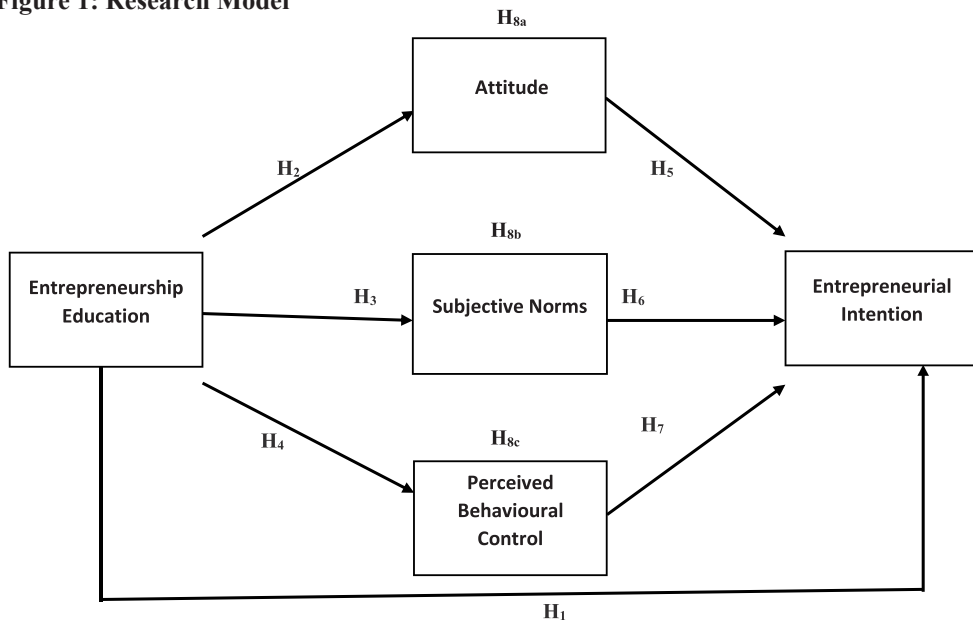 Figure 1: Research Model
H8a
Attitude
H2
H5
H8b
Entrepreneurship
Education
H3
Subjective Norms
H6
Entrepreneurial
Intention
H4
H8c
H7
Perceived
Behavioural
Control
H1